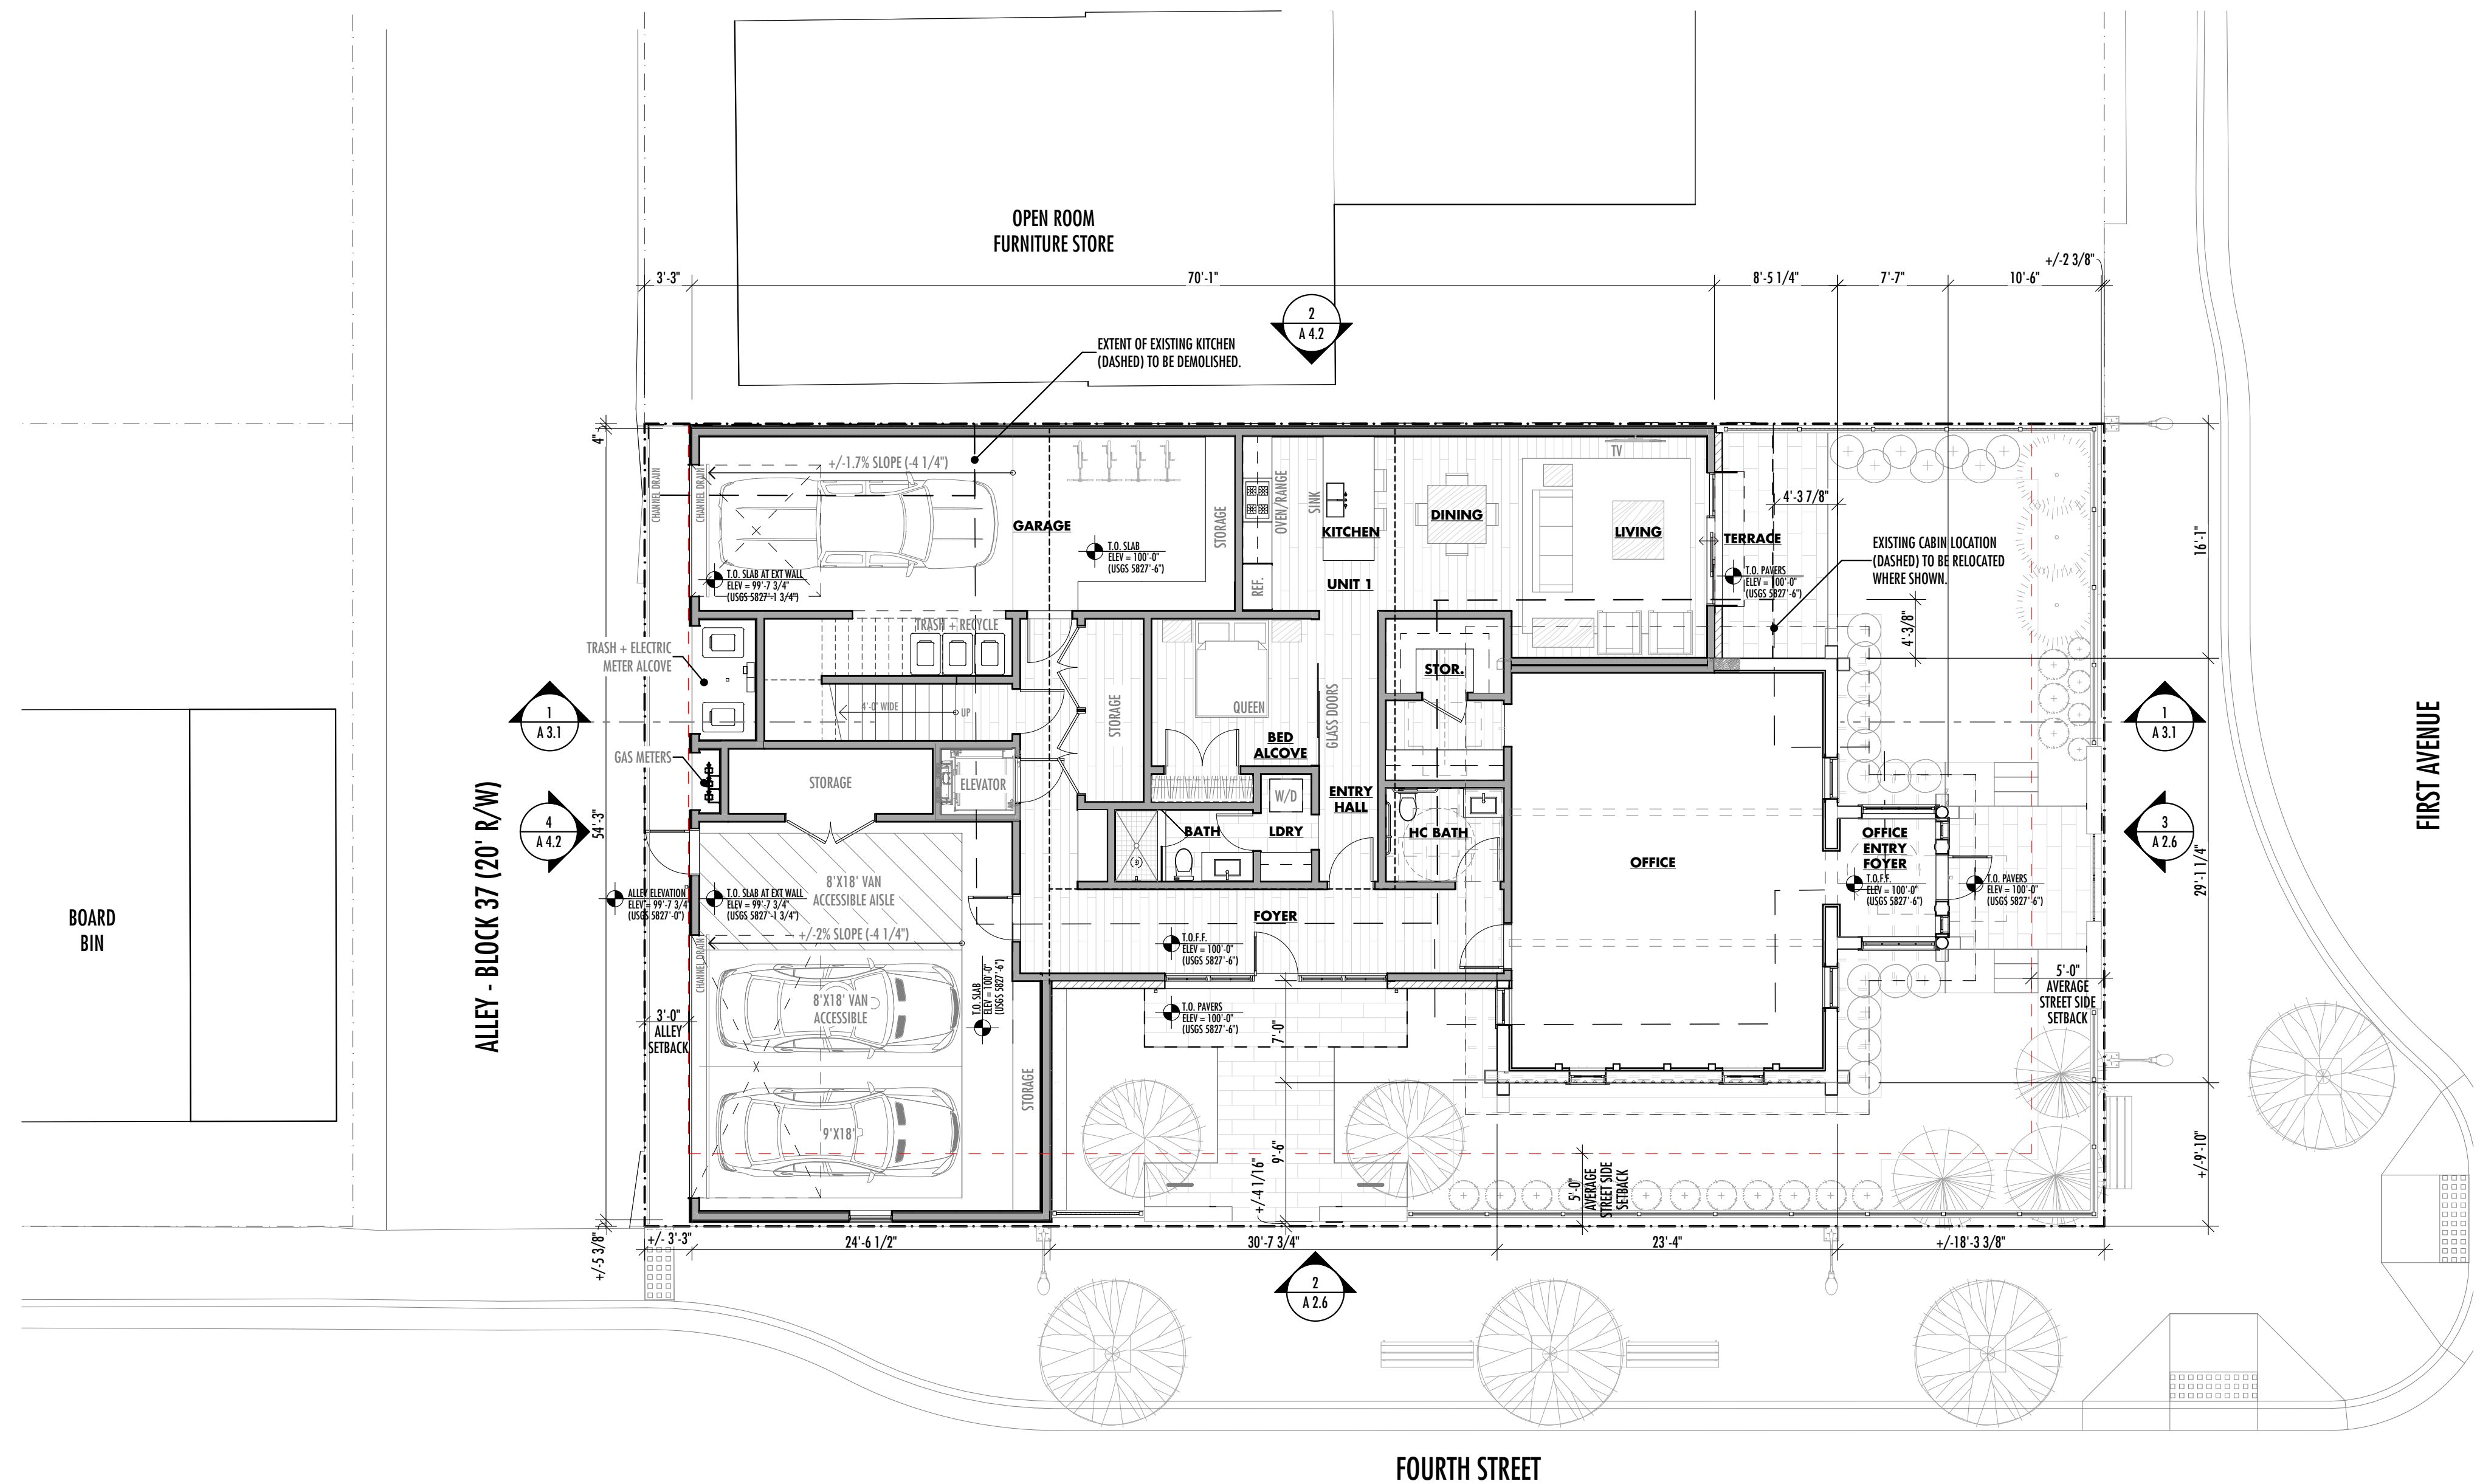 OPEN ROOM
FURNITURE STORE
+/-2 3/8"
3'-3"
70'-1"
8'-5 1/4"
7'-7"
10'-6"
2
A 4.2
EXTENT OF EXISTING KITCHEN
(DASHED) TO BE DEMOLISHED.
4"
+/-1.7% SLOPE (-4 1/4")
CHANNEL DRAIN
CHANNEL DRAIN
GARAGE
STORAGE
T.O. SLAB
ELEV = 100'-0"
(USGS 5827'-6")
T.O. SLAB AT EXT WALL
ELEV = 99'-7 3/4"
(USGS 5827'-1 3/4")
OVEN/RANGE
SINK
REF.
KITCHEN
UNIT 1
DINING
TV
LIVING
TERRACE
T.O. PAVERS
ELEV = 100'-0"
(USGS 5827'-6")
4'-3 7/8"
EXISTING CABIN LOCATION
(DASHED) TO BE RELOCATED
WHERE SHOWN.
4'-3/8"
16'-1"
TRASH + RECYCLE
TRASH + ELECTRIC
METER ALCOVE
4'-0" WIDE
UP
STORAGE
QUEEN
BED
ALCOVE
GLASS DOORS
STOR.
1
A 3.1
1
A 3.1
GAS METERS
STORAGE
ELEVATOR
W/D
ENTRY
HALL
BATH
LDRY
HC BATH
OFFICE
OFFICE
ENTRY
FOYER
T.O.F.F.
ELEV = 100'-0"
(USGS 5827'-6")
T.O. PAVERS
ELEV = 100'-0"
(USGS 5827'-6")
3
A 2.6
29'-1 1/4"
FIRST AVENUE
4
A 4.2
54'-3"
ALLEY - BLOCK 37 (20' R/W)
BOARD
BIN
ALLEY ELEVATION
ELEV = 99'-7 3/4"
(USGS 5827'-0")
T.O. SLAB AT EXT WALL
ELEV = 99'-7 3/4"
(USGS 5827'-1 3/4")
8'X18' VAN
ACCESSIBLE AISLE
+/-2% SLOPE (-4 1/4")
CHANNEL DRAIN
FOYER
T.O.F.F.
ELEV = 100'-0"
(USGS 5827'-6")
T.O. SLAB
ELEV = 100'-0"
(USGS 5827'-6")
8'X18' VAN
ACCESSIBLE
T.O. PAVERS
ELEV = 100'-0"
(USGS 5827'-6")
3'-0"
ALLEY
SETBACK
5'-0"
AVERAGE
STREET SIDE
SETBACK
7'-0"
STORAGE
9'X18'
9'-6"
+/-4 1/16"
5'-0"
AVERAGE
STREET SIDE
SETBACK
+/-9'-10"
+/-5 3/8"
+/- 3'-3"
24'-6 1/2"
30'-7 3/4"
23'-4"
+/-18'-3 3/8"
2
A 2.6
FOURTH STREET